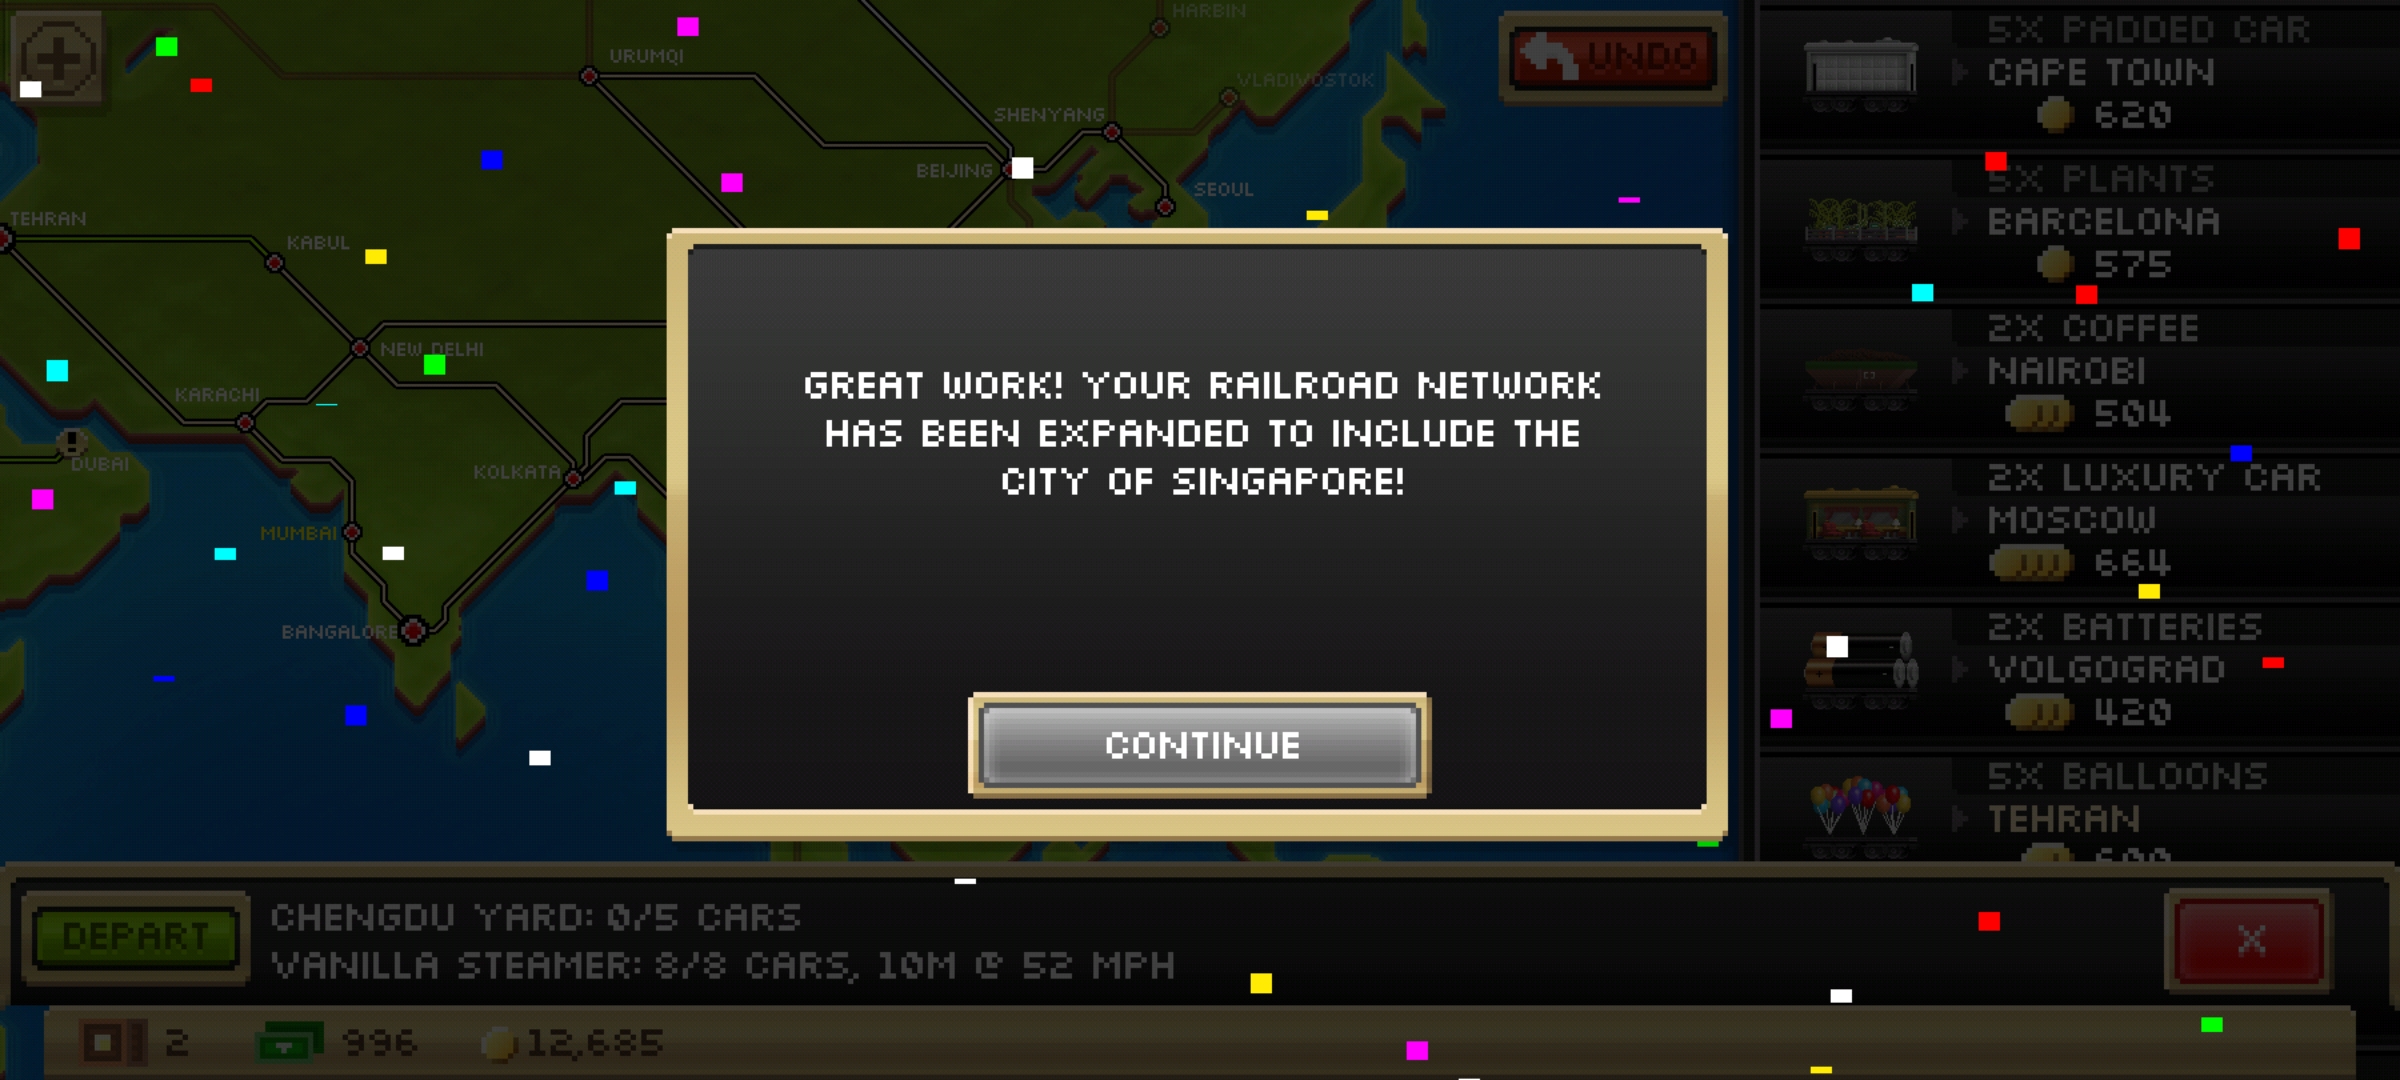 HARBIN
URUMQI
UNDO
VLADIVOSTOK
SHENYANG
BEIJING
SEOUL
TEHRAN
KABUL
NEW DELHI
KARACHI
DUBAI
KOLKATA
MUMBAI
BANGALORE
GREAT WORK! YOUR RAILROAD NETWORK
HAS BEEN EXPANDED TO INCLUDE THE
CITY OF SINGAPORE!
CONTINUE
5X PADDED CAR
CAPE TOWN
620
5X PLANTS
BARCELONA
575
2X COFFEE
NAIROBI
504
2X LUXURY CAR
MOSCOW
664
2X BATTERIES
VOLGOGRAD
420
5X BALLOONS
TEHRAN
600
DEPART
CHENGDU YARD: 0/5 CARS
VANILLA STEAMER: 8/8 CARS, 10M @ 52 MPH
X
2
996
12,685